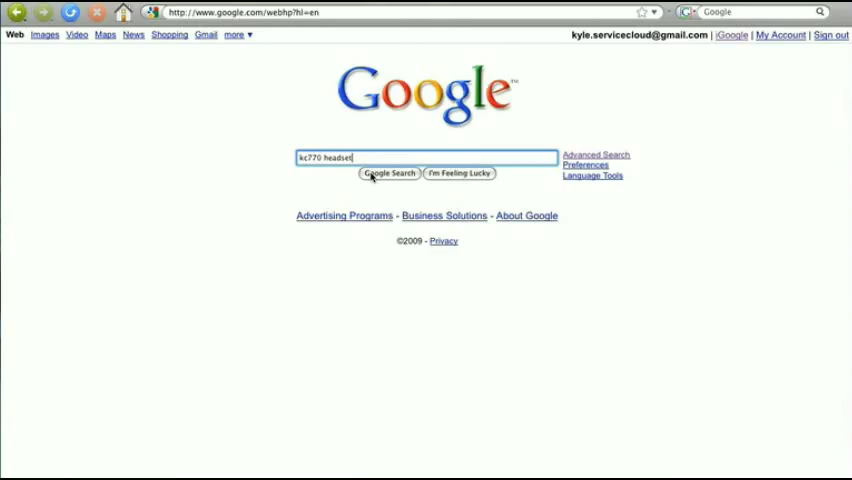 http://www.google.com/webhp?hl=en
Google
Web Images Video Maps News Shopping Gmail more ▼
kyle.servicecloud@gmail.com | iGoogle | My Account | Sign out
Google™
kc770 headset
Advanced Search
Preferences
Language Tools
Google Search
I'm Feeling Lucky
Advertising Programs - Business Solutions - About Google
©2009 - Privacy